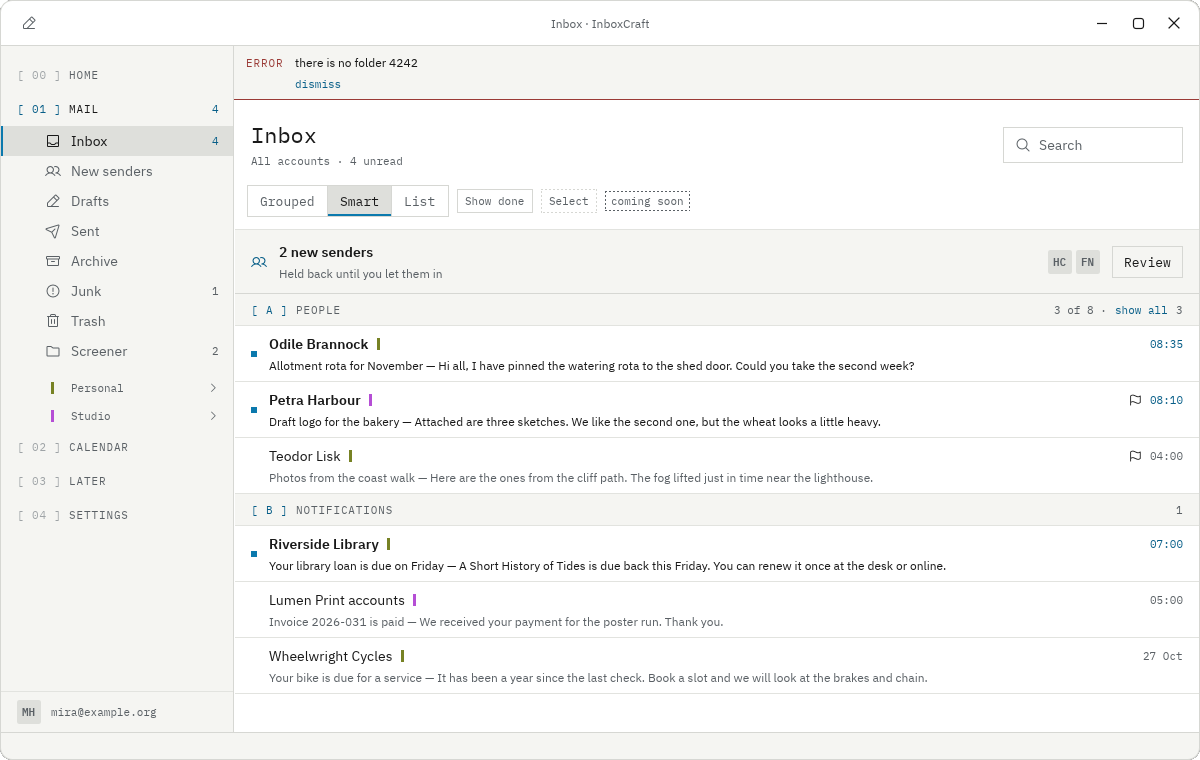 Inbox · InboxCraft
[ 00 ] HOME
[ 01 ] MAIL 4
Inbox 4
New senders
Drafts
Sent
Archive
Junk 1
Trash
Screener 2
Personal
Studio
[ 02 ] CALENDAR
[ 03 ] LATER
[ 04 ] SETTINGS
MH mira@example.org
ERROR there is no folder 4242
dismiss
Inbox
All accounts · 4 unread
Search
Grouped Smart List Show done Select coming soon
2 new senders
Held back until you let them in
HC FN Review
[ A ] PEOPLE 3 of 8 · show all 3
Odile Brannock 08:35
Allotment rota for November — Hi all, I have pinned the watering rota to the shed door. Could you take the second week?
Petra Harbour 08:10
Draft logo for the bakery — Attached are three sketches. We like the second one, but the wheat looks a little heavy.
Teodor Lisk 04:00
Photos from the coast walk — Here are the ones from the cliff path. The fog lifted just in time near the lighthouse.
[ B ] NOTIFICATIONS 1
Riverside Library 07:00
Your library loan is due on Friday — A Short History of Tides is due back this Friday. You can renew it once at the desk or online.
Lumen Print accounts 05:00
Invoice 2026-031 is paid — We received your payment for the poster run. Thank you.
Wheelwright Cycles 27 Oct
Your bike is due for a service — It has been a year since the last check. Book a slot and we will look at the brakes and chain.